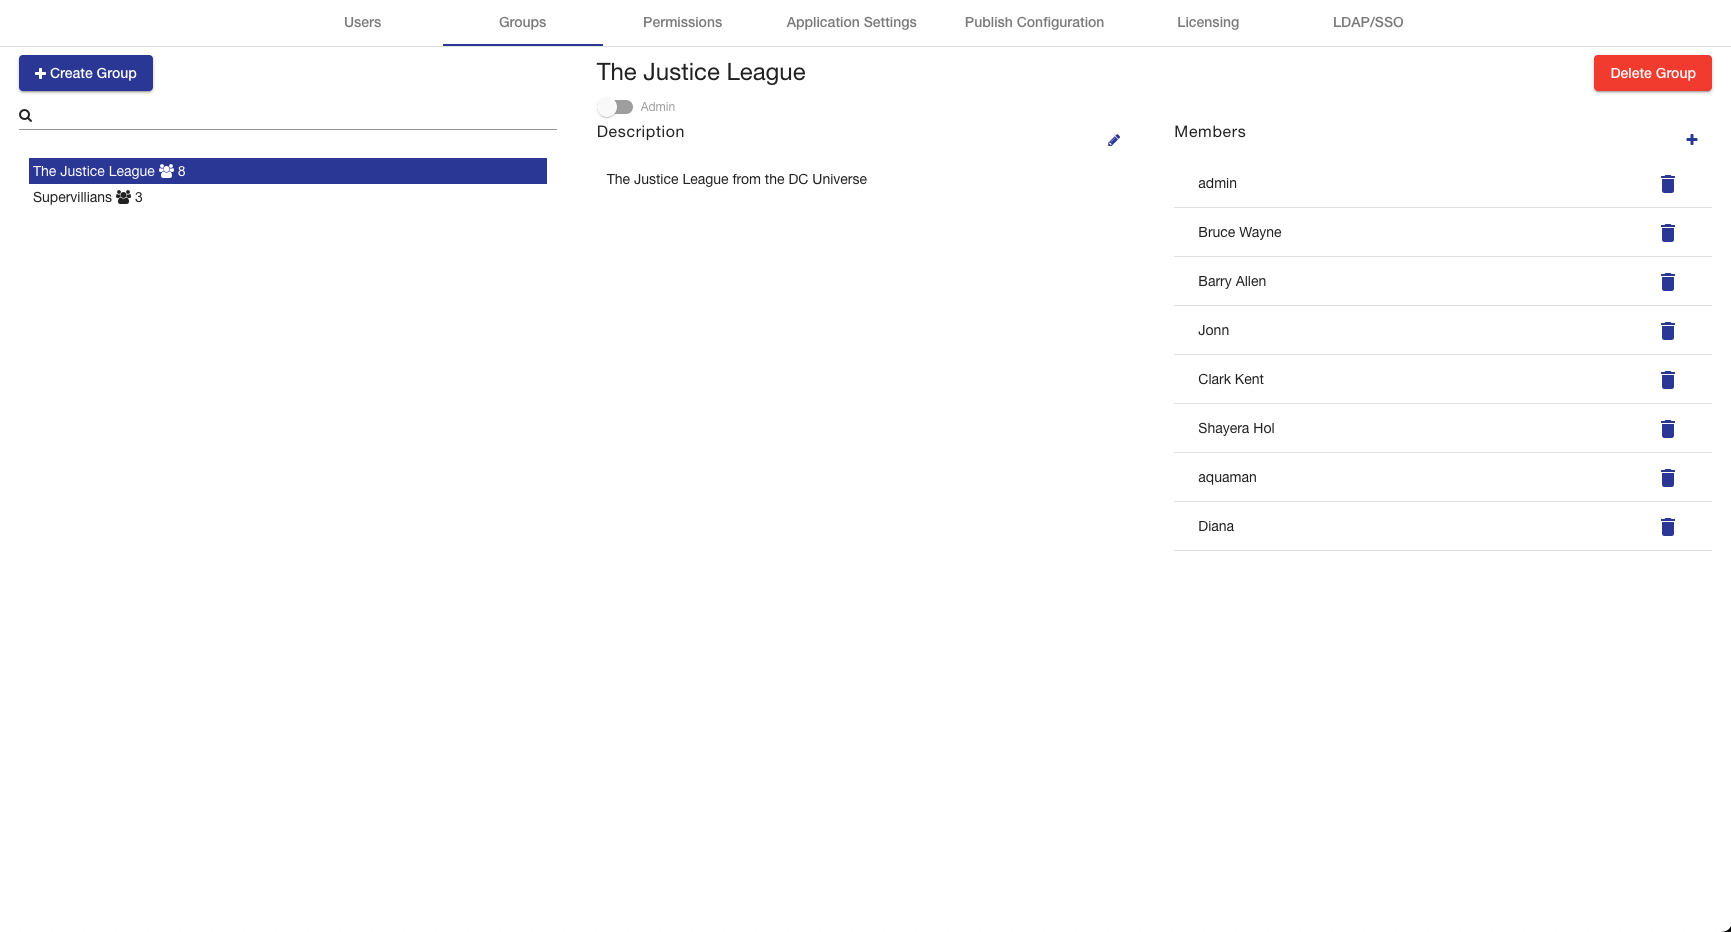 Users Groups Permissions Application Settings Publish Configuration Licensing LDAP/SSO
Create Group
The Justice League 8
Supervillians 3
The Justice League
Admin
Description
The Justice League from the DC Universe
Delete Group
Members
admin
Bruce Wayne
Barry Allen
Jonn
Clark Kent
Shayera Hol
aquaman
Diana